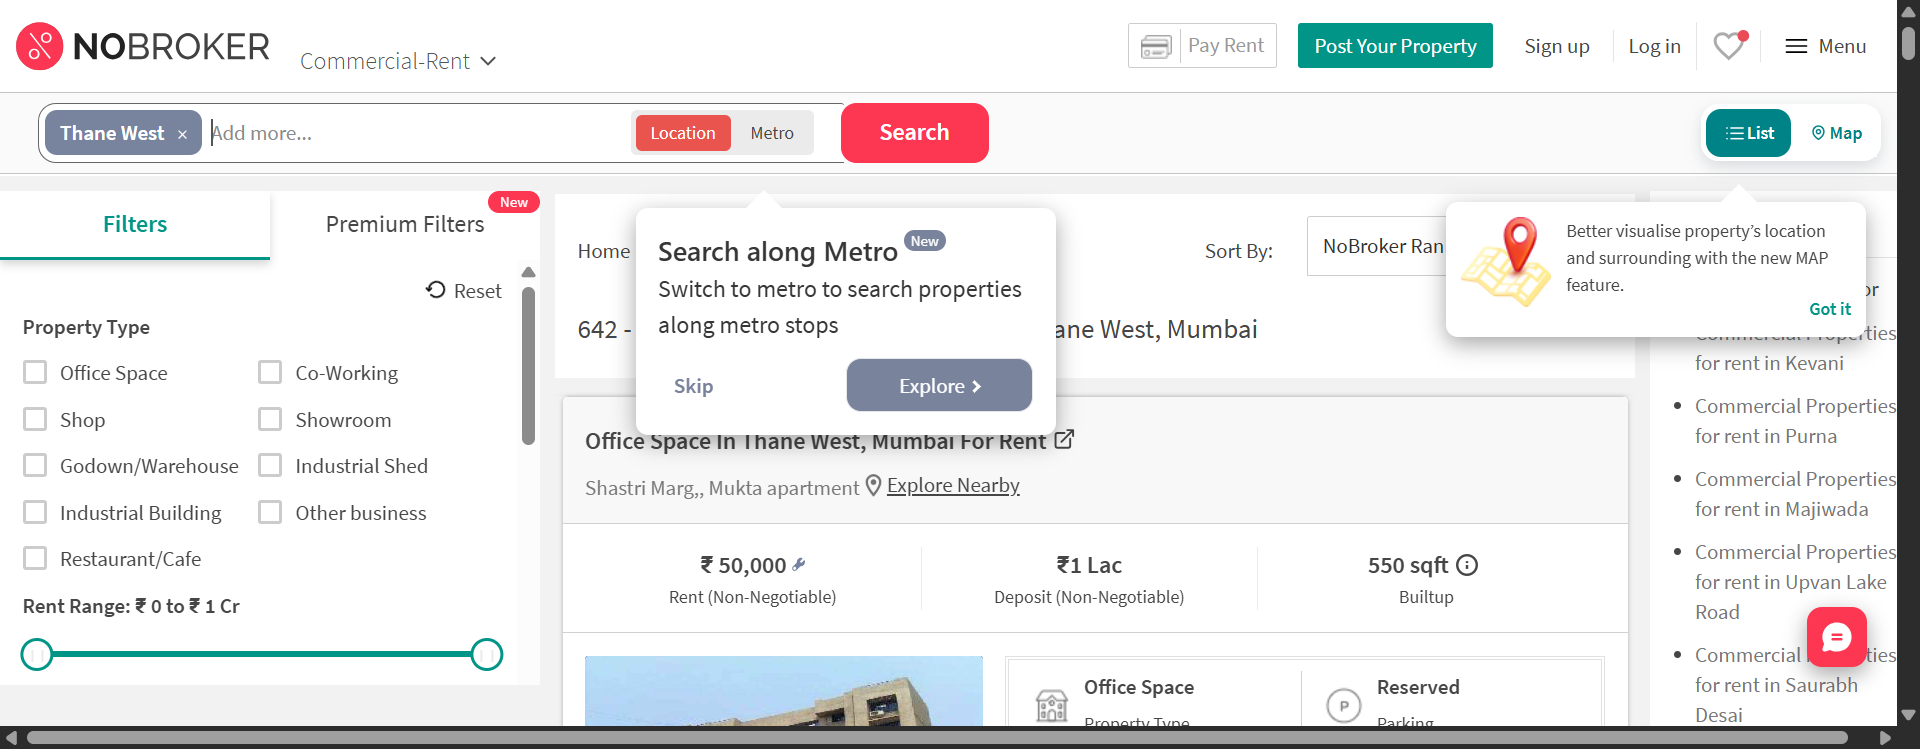 NOBROKER
Commercial-Rent
Pay Rent
Post Your Property
Sign up
Log in
Menu
Thane West ×
Add more...
Location
Metro
Search
List
Map
Filters
Premium Filters
New
Reset
Property Type
Office Space
Co-Working
Shop
Showroom
Godown/Warehouse
Industrial Shed
Industrial Building
Other business
Restaurant/Cafe
Rent Range: ₹ 0 to ₹ 1 Cr
Home
Sort By:
NoBroker Ran
642 -
ane West, Mumbai
Search along Metro New
Switch to metro to search properties
along metro stops
Skip
Explore
Better visualise property's location
and surrounding with the new MAP
feature.
Got it
Office Space In Thane West, Mumbai For Rent
Shastri Marg,, Mukta apartment
Explore Nearby
₹ 50,000
Rent (Non-Negotiable)
₹1 Lac
Deposit (Non-Negotiable)
550 sqft
Builtup
Office Space
Property Type
P
Reserved
Parking
or
Commercial Properties
for rent in Kevani
Commercial Properties
for rent in Purna
Commercial Properties
for rent in Majiwada
Commercial Properties
for rent in Upvan Lake
Road
Commercial
ties
for rent in Saurabh
Desai